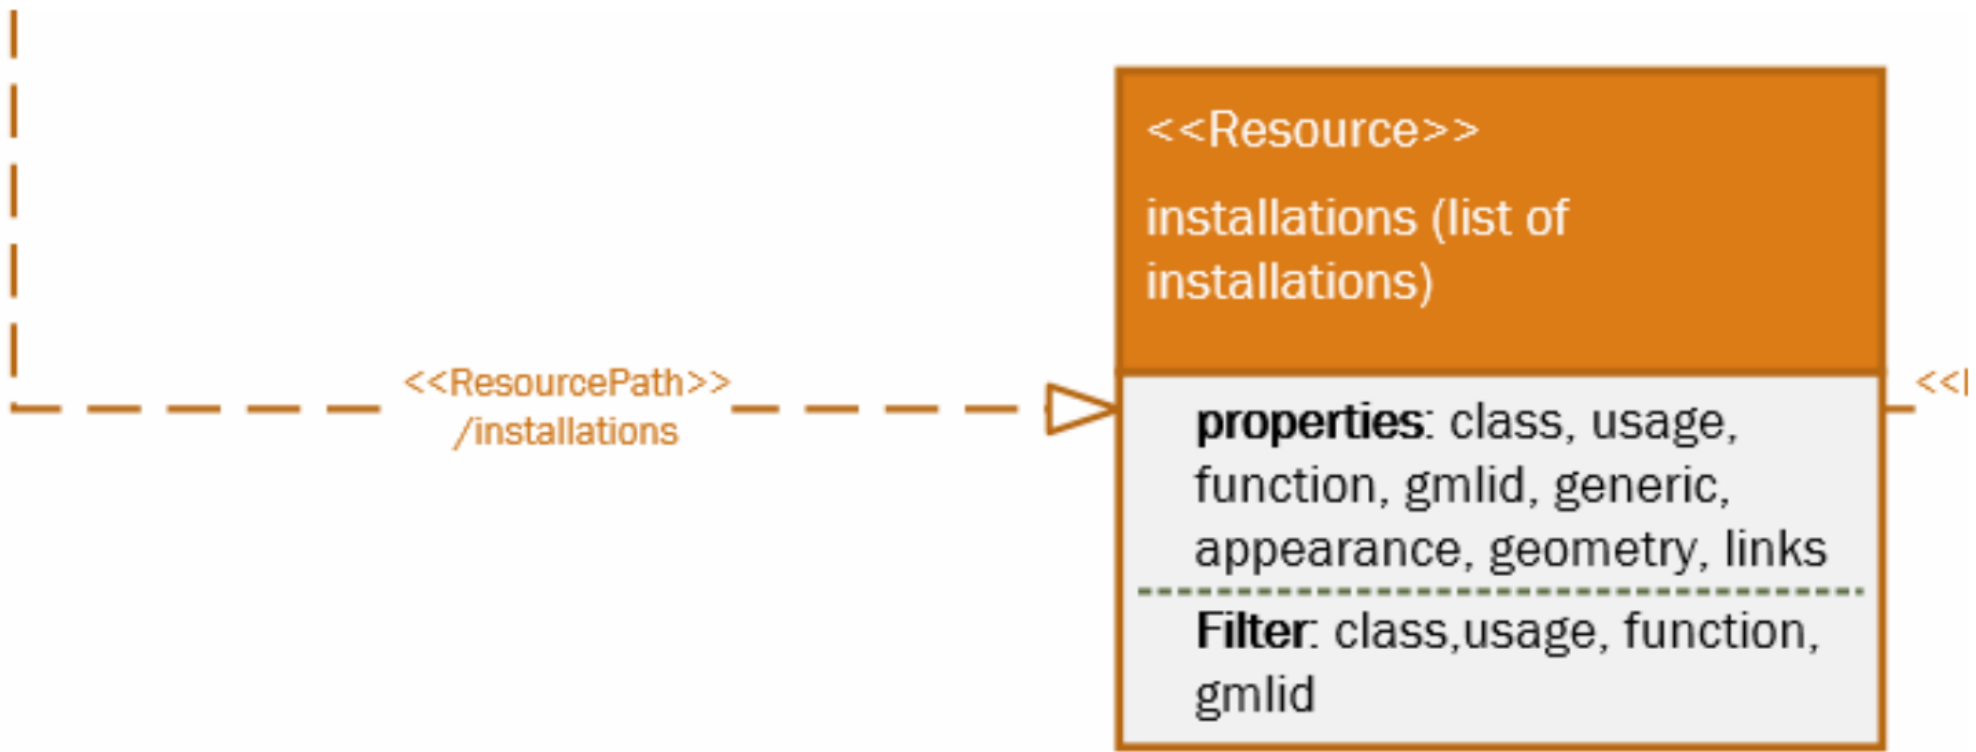 <<Resource>>
installations (list of
installations)
<<ResourcePath>>
/installations
properties: class, usage,
function, gmlid, generic,
appearance, geometry, links
Filter: class,usage, function,
gmlid
<<